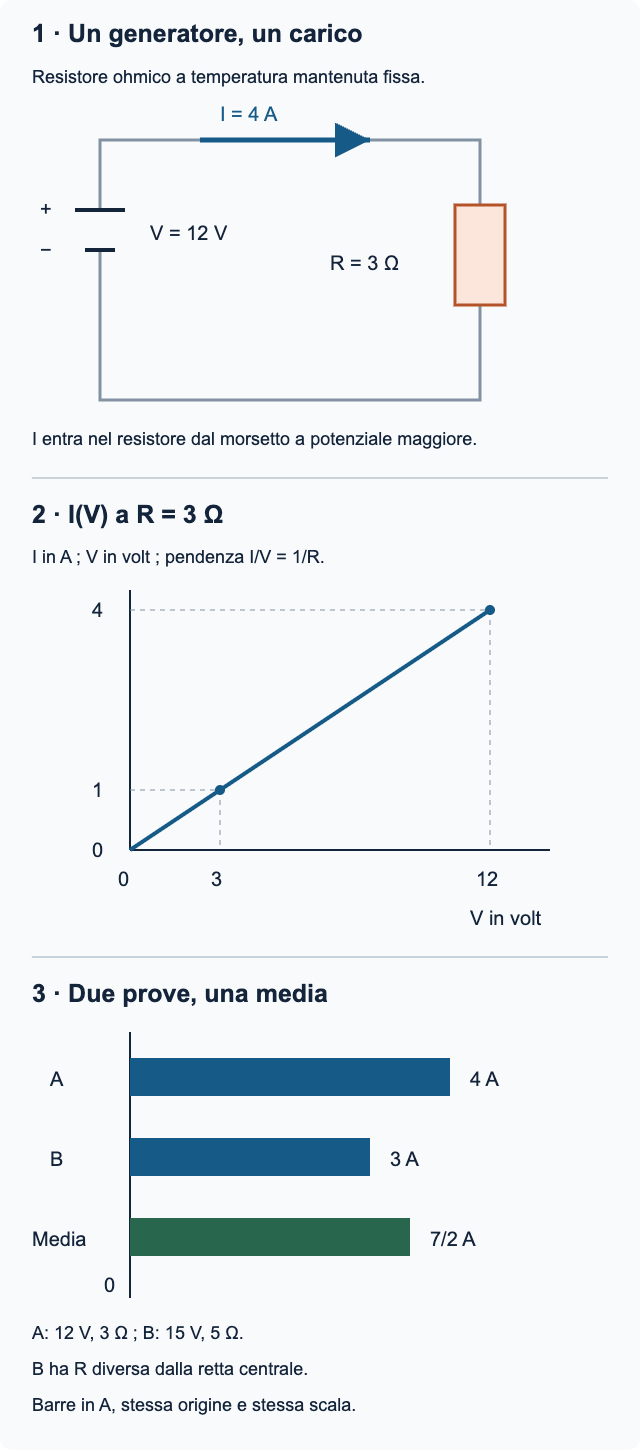 1 · Un generatore, un carico
Resistore ohmico a temperatura mantenuta fissa.
I = 4 A
+
V = 12 V
−
R = 3 Ω
I entra nel resistore dal morsetto a potenziale maggiore.
2 · I(V) a R = 3 Ω
I in A ; V in volt ; pendenza I/V = 1/R.
4
1
0
0 3 12
V in volt
3 · Due prove, una media
A 4 A
B 3 A
Media 7/2 A
0
A: 12 V, 3 Ω ; B: 15 V, 5 Ω.
B ha R diversa dalla retta centrale.
Barre in A, stessa origine e stessa scala.